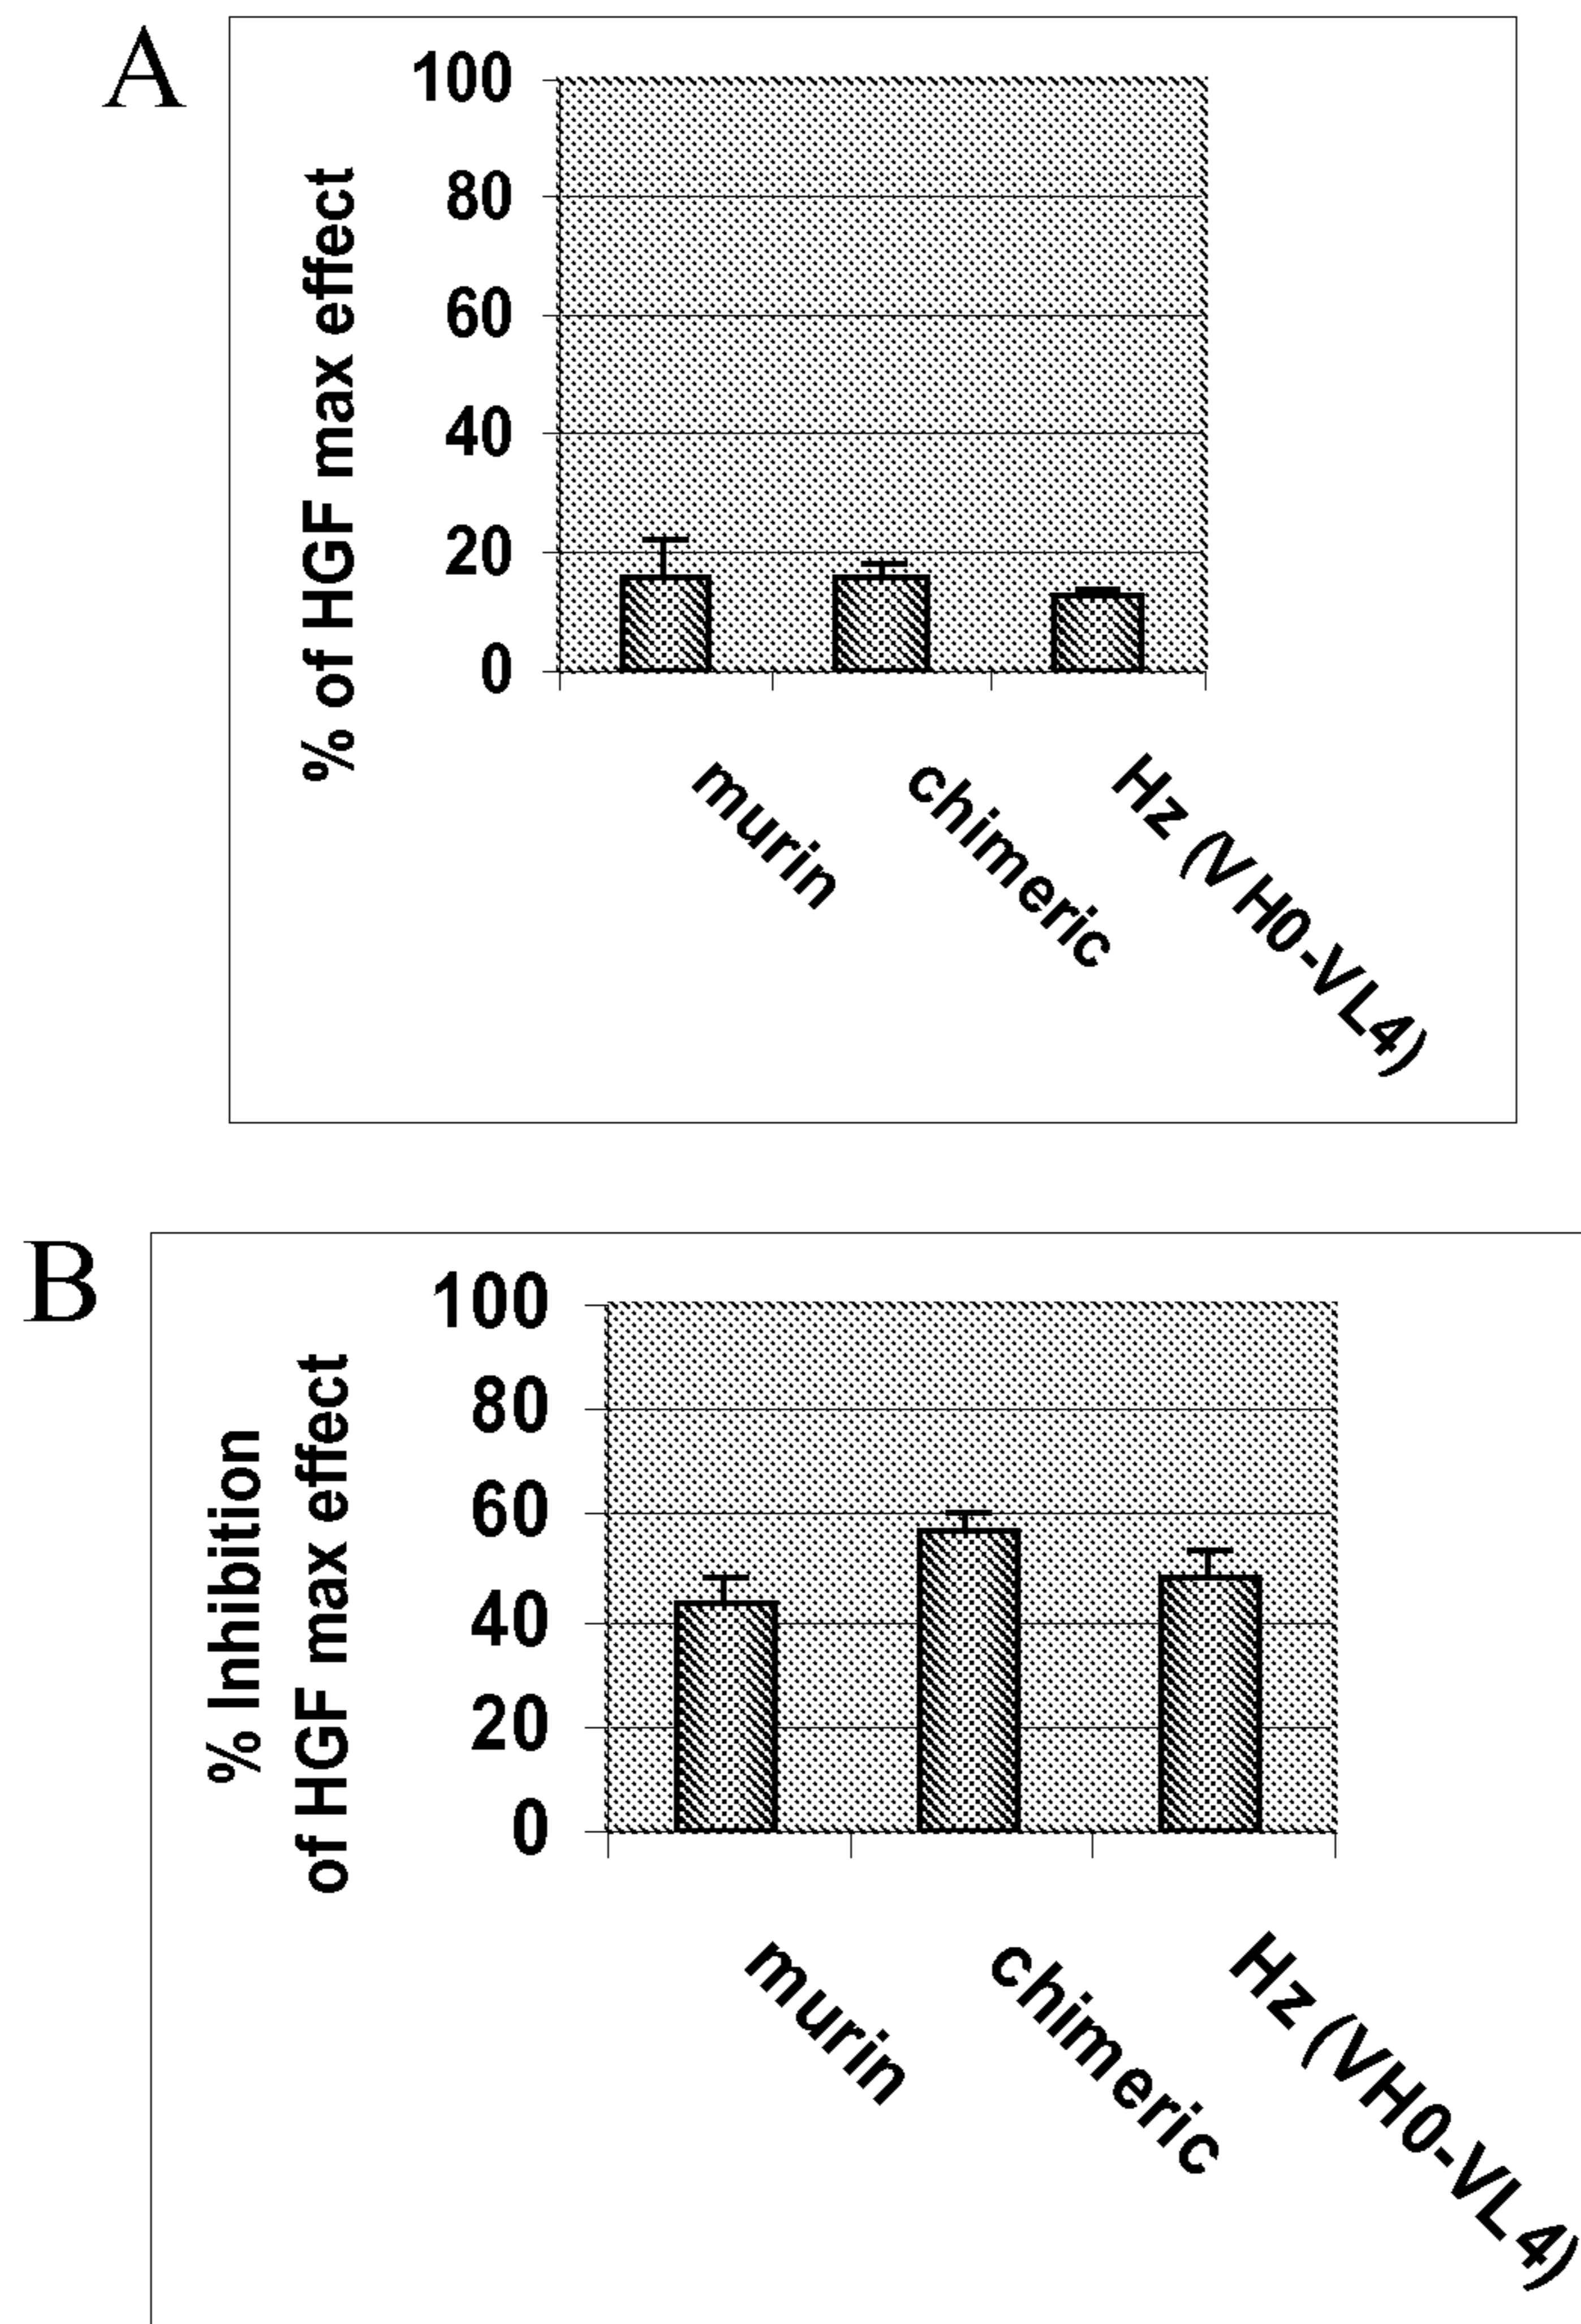 A
% of HGF max effect
100
80
60
40
20
0
murin
chimeric
Hz (VH0-VL4)
B
% Inhibition
of HGF max effect
100
80
60
40
20
0
murin
chimeric
Hz (VH0-VL4)